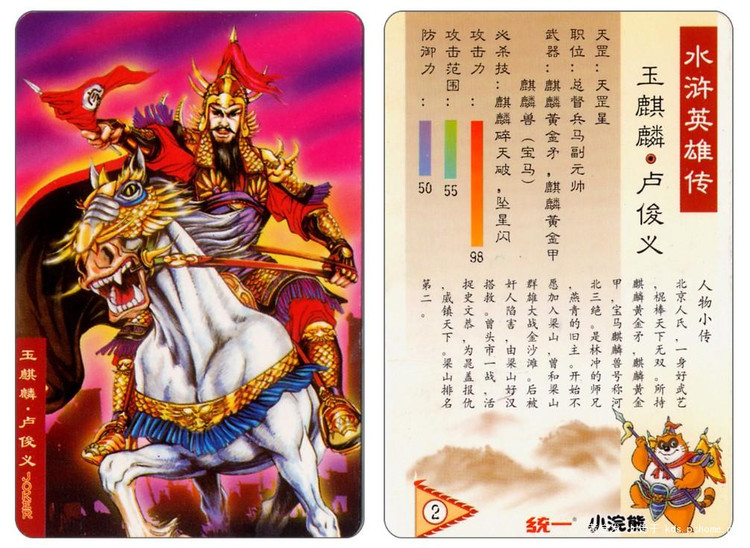 玉麒麟·卢俊义
JOKER
水浒英雄传
玉麒麟·卢俊义
天罡：天罡星
职位：总督兵马副元帅
武器：麒麟黄金矛，麒麟黄金甲
麒麟兽（宝马）
必杀技：麒麟碎天破，坠星闪
攻击力：
98
攻击范围：
55
防御力：
50
人物小传
北京人氏，一身好武艺
，棍棒天下无双。所持
麒麟黄金矛，麒麟黄金
甲，宝马麒麟兽号称河
北三绝。是林冲的师兄
，燕青的旧主。开始不
愿加入梁山，曾和梁山
群雄大战金沙滩。后被
奸人陷害，由梁山好汉
搭救。曾头市一战，活
捉史文恭，为晁盖报仇
，威镇天下。梁山排名
第二。
2
统一 小浣熊